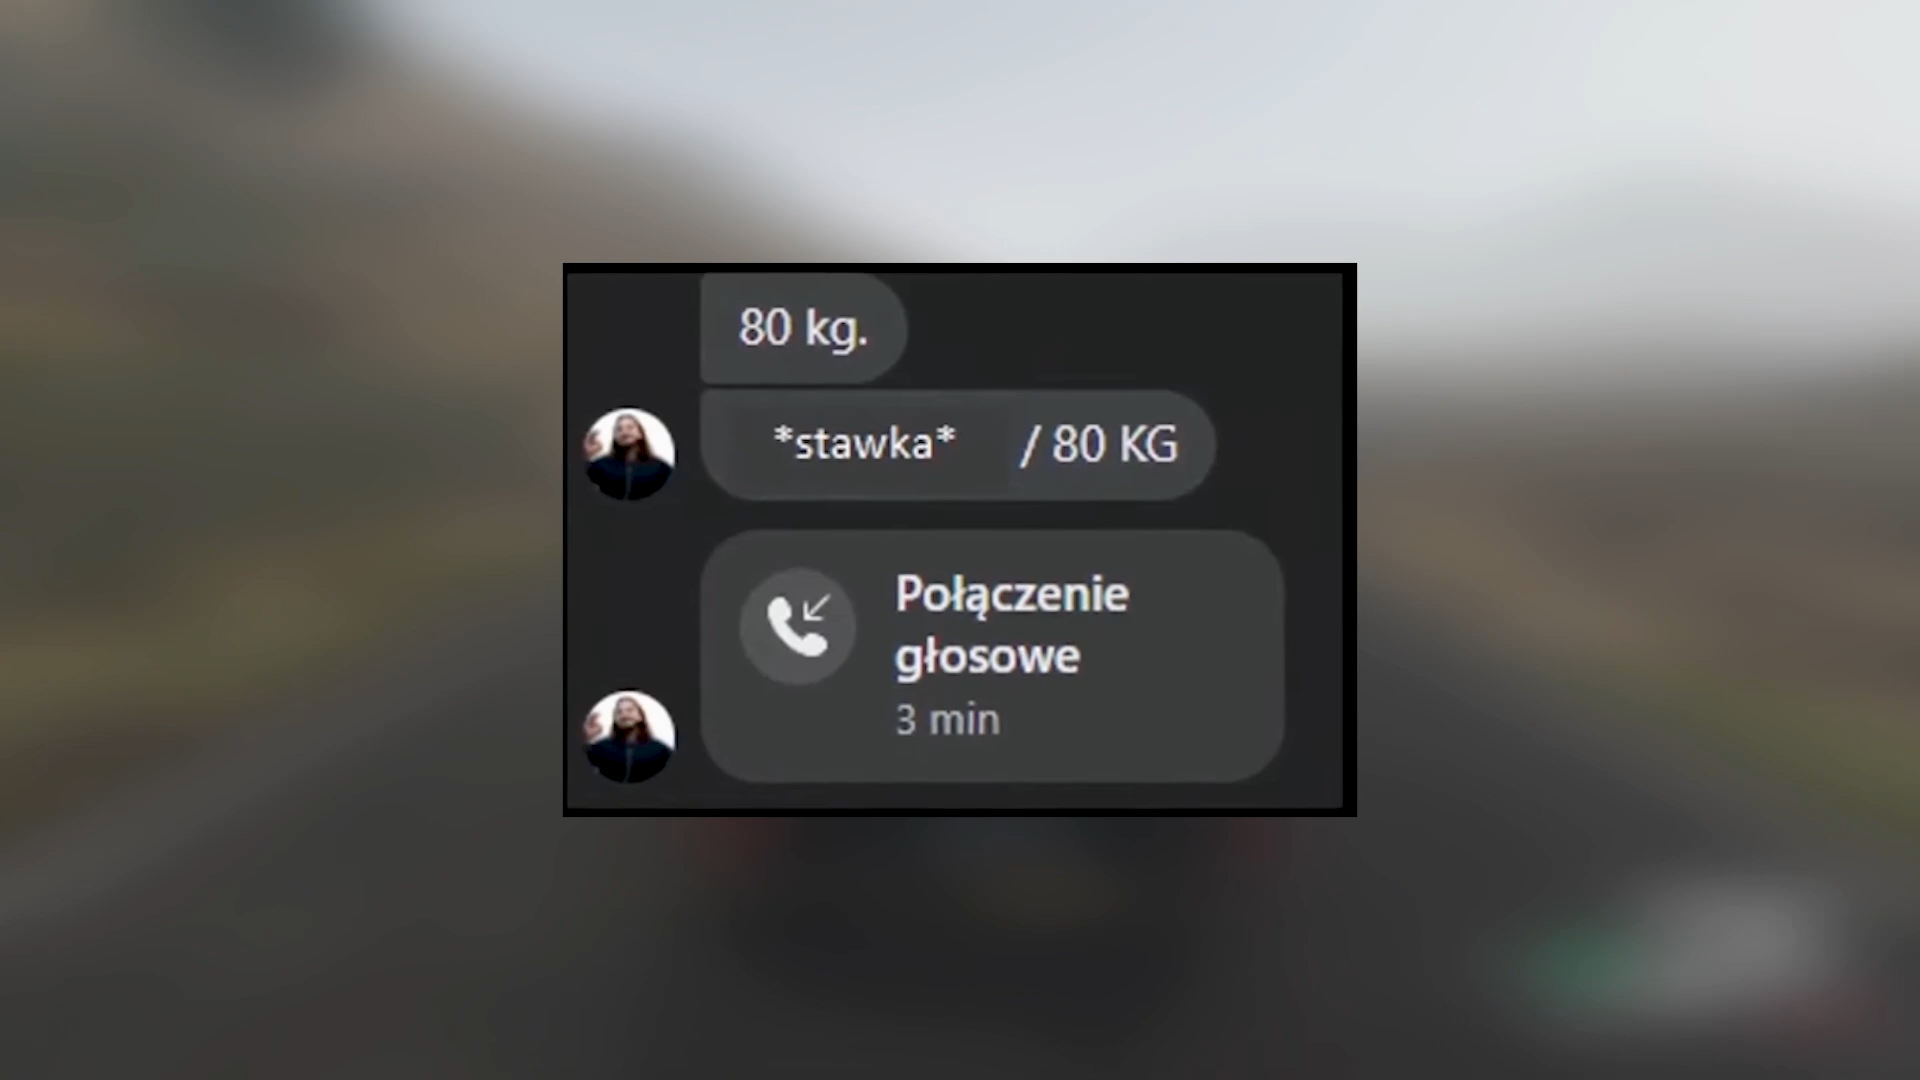 80 kg.
*stawka* / 80 KG
Połączenie
głosowe
3 min